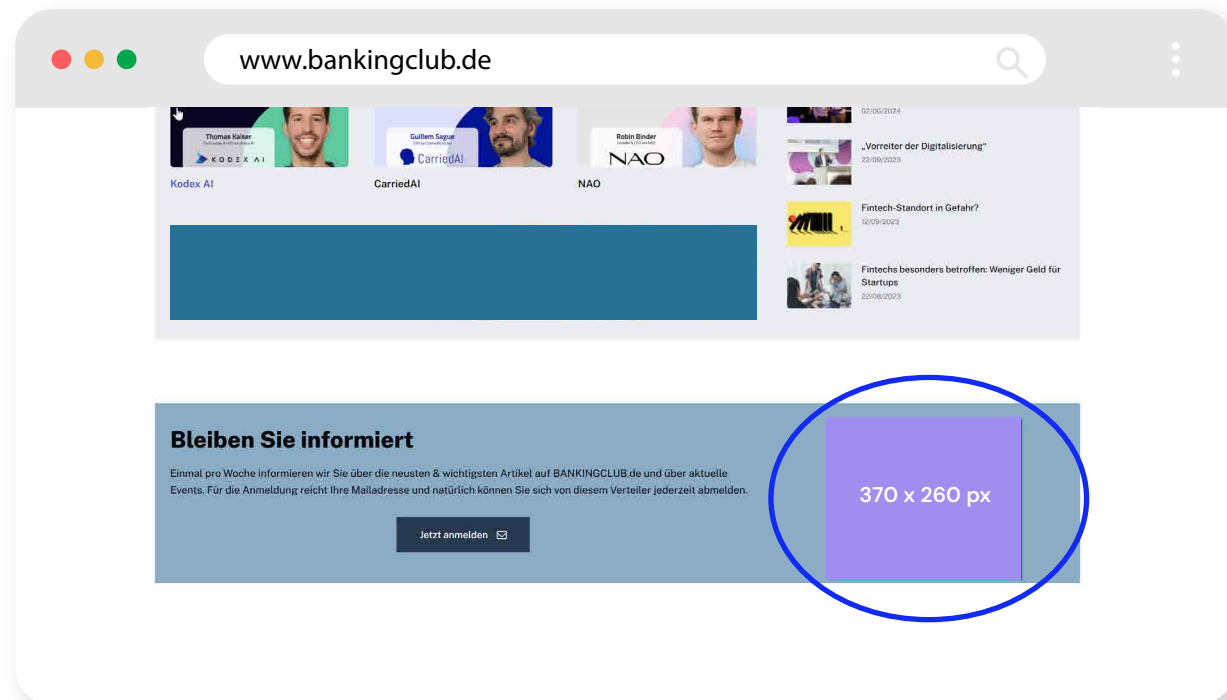 www.bankingclub.de
Thomas Kaiser
KODEX AI
Kodex AI
Guillem Sague
CarriedAI
CarriedAI
Robin Binder
NAO
NAO
02/06/2024
„Vorreiter der Digitalisierung“
22/09/2023
Fintech-Standort in Gefahr?
12/09/2023
Fintechs besonders betroffen: Weniger Geld für
Startups
22/08/2023
Bleiben Sie informiert
Einmal pro Woche informieren wir Sie über die neusten & wichtigsten Artikel auf BANKINGCLUB.de und über aktuelle
Events. Für die Anmeldung reicht Ihre Mailadresse und natürlich können Sie sich von diesem Verteiler jederzeit abmelden.
Jetzt anmelden
370 x 260 px